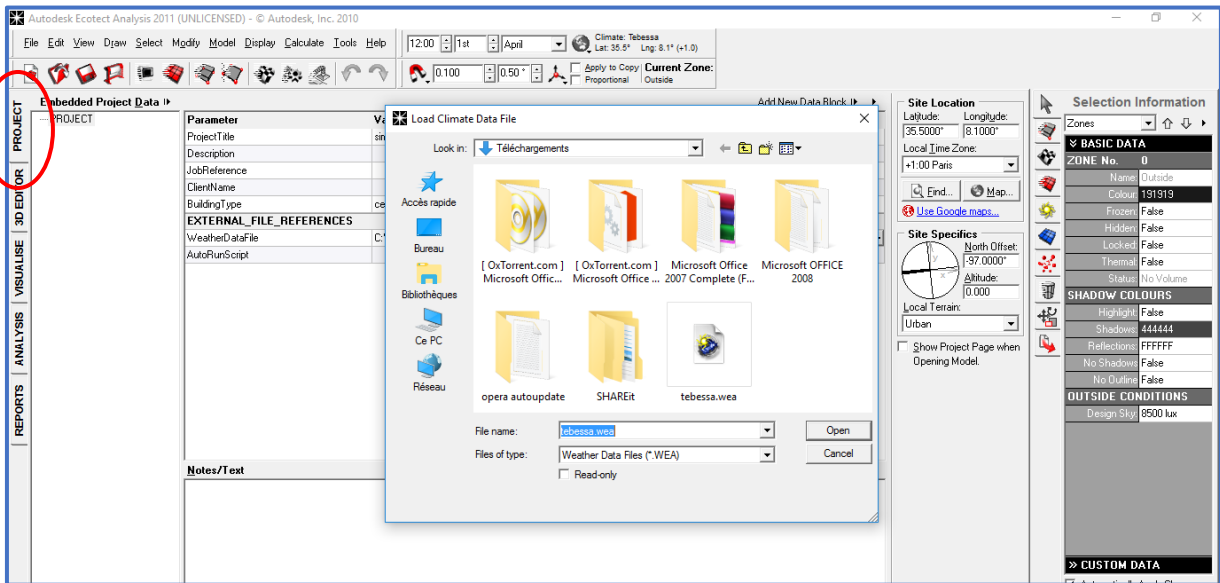 Autodesk Ecotect Analysis 2011 (UNLICENSED) - © Autodesk, Inc. 2010
File Edit View Draw Select Modify Model Display Calculate Tools Help
12:00 1st April
Climate: Tebessa
Lat: 35.5° Lng: 8.1° (+1.0)
0.100 0.50 °
Apply to Copy
Proportional
Current Zone:
Outside
PROJECT
3D EDITOR
VISUALISE
ANALYSIS
REPORTS
Embedded Project Data
Add New Data Block
PROJECT
Parameter
ProjectTitle
Description
JobReference
ClientName
BuildingType
EXTERNAL_FILE_REFERENCES
WeatherDataFile
AutoRunScript
Notes/Text
Load Climate Data File
Look in: Téléchargements
Accès rapide
Bureau
Bibliothèques
Ce PC
Réseau
[ OxTorrent.com ]
Microsoft Offic...
[ OxTorrent.com ]
Microsoft Office ...
Microsoft Office
2007 Complete (F...
Microsoft OFFICE
2008
opera autoupdate
SHAREit
tebessa.wea
File name: tebessa.wea Open
Files of type: Weather Data Files (*.WEA) Cancel
Read-only
Site Location
Latitude: Longitude:
35.5000° 8.1000°
Local Time Zone:
+1:00 Paris
Find... Map...
Use Google maps...
Site Specifics
North Offset:
-97.0000°
Altitude:
0.000
Local Terrain:
Urban
Show Project Page when
Opening Model.
Selection Information
Zones
BASIC DATA
ZONE No. 0
Name: Outside
Colour: 191919
Frozen: False
Hidden: False
Locked: False
Thermal: False
Status: No Volume
SHADOW COLOURS
Highlight: False
Shadows: 444444
Reflections: FFFFFF
No Shadows False
No Outline False
OUTSIDE CONDITIONS
Design Sky: 8500 lux
CUSTOM DATA